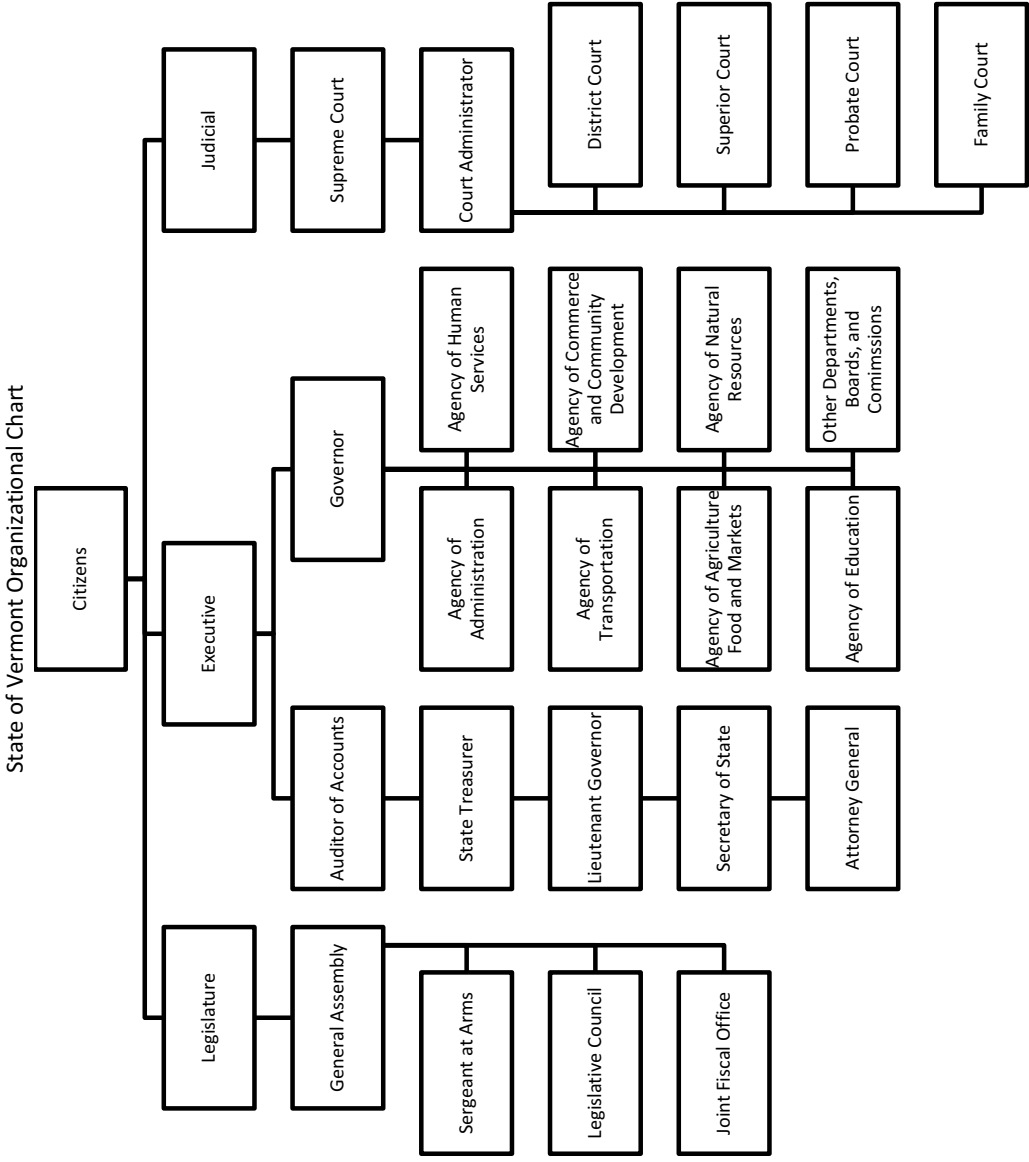 State of Vermont Organizational Chart
Citizens
Legislature
Executive
Judicial
General Assembly
Auditor of Accounts
Governor
Supreme Court
Sergeant at Arms
State Treasurer
Agency of
Administration
Agency of Human
Services
Court Administrator
Legislative Council
Lieutenant Governor
Agency of
Transportation
Agency of Commerce
and Community
Development
District Court
Joint Fiscal Office
Secretary of State
Agency of Agriculture
Food and Markets
Agency of Natural
Resources
Superior Court
Attorney General
Agency of Education
Other Departments,
Boards, and
Comimssions
Probate Court
Family Court